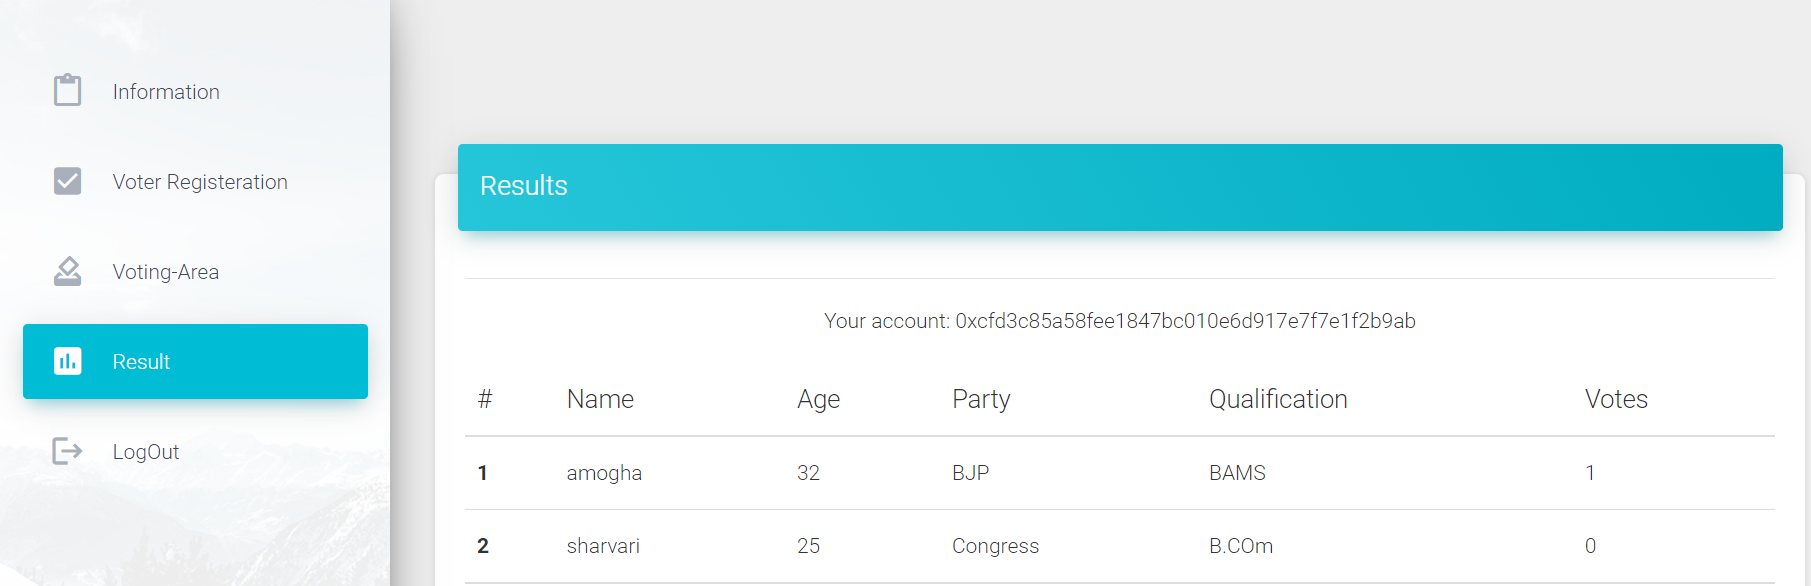 Information
Voter Registeration
Voting-Area
Result
LogOut
Results
Your account: 0xcfd3c85a58fee1847bc010e6d917e7f7e1f2b9ab
# Name Age Party Qualification Votes
1 amogha 32 BJP BAMS 1
2 sharvari 25 Congress B.COm 0